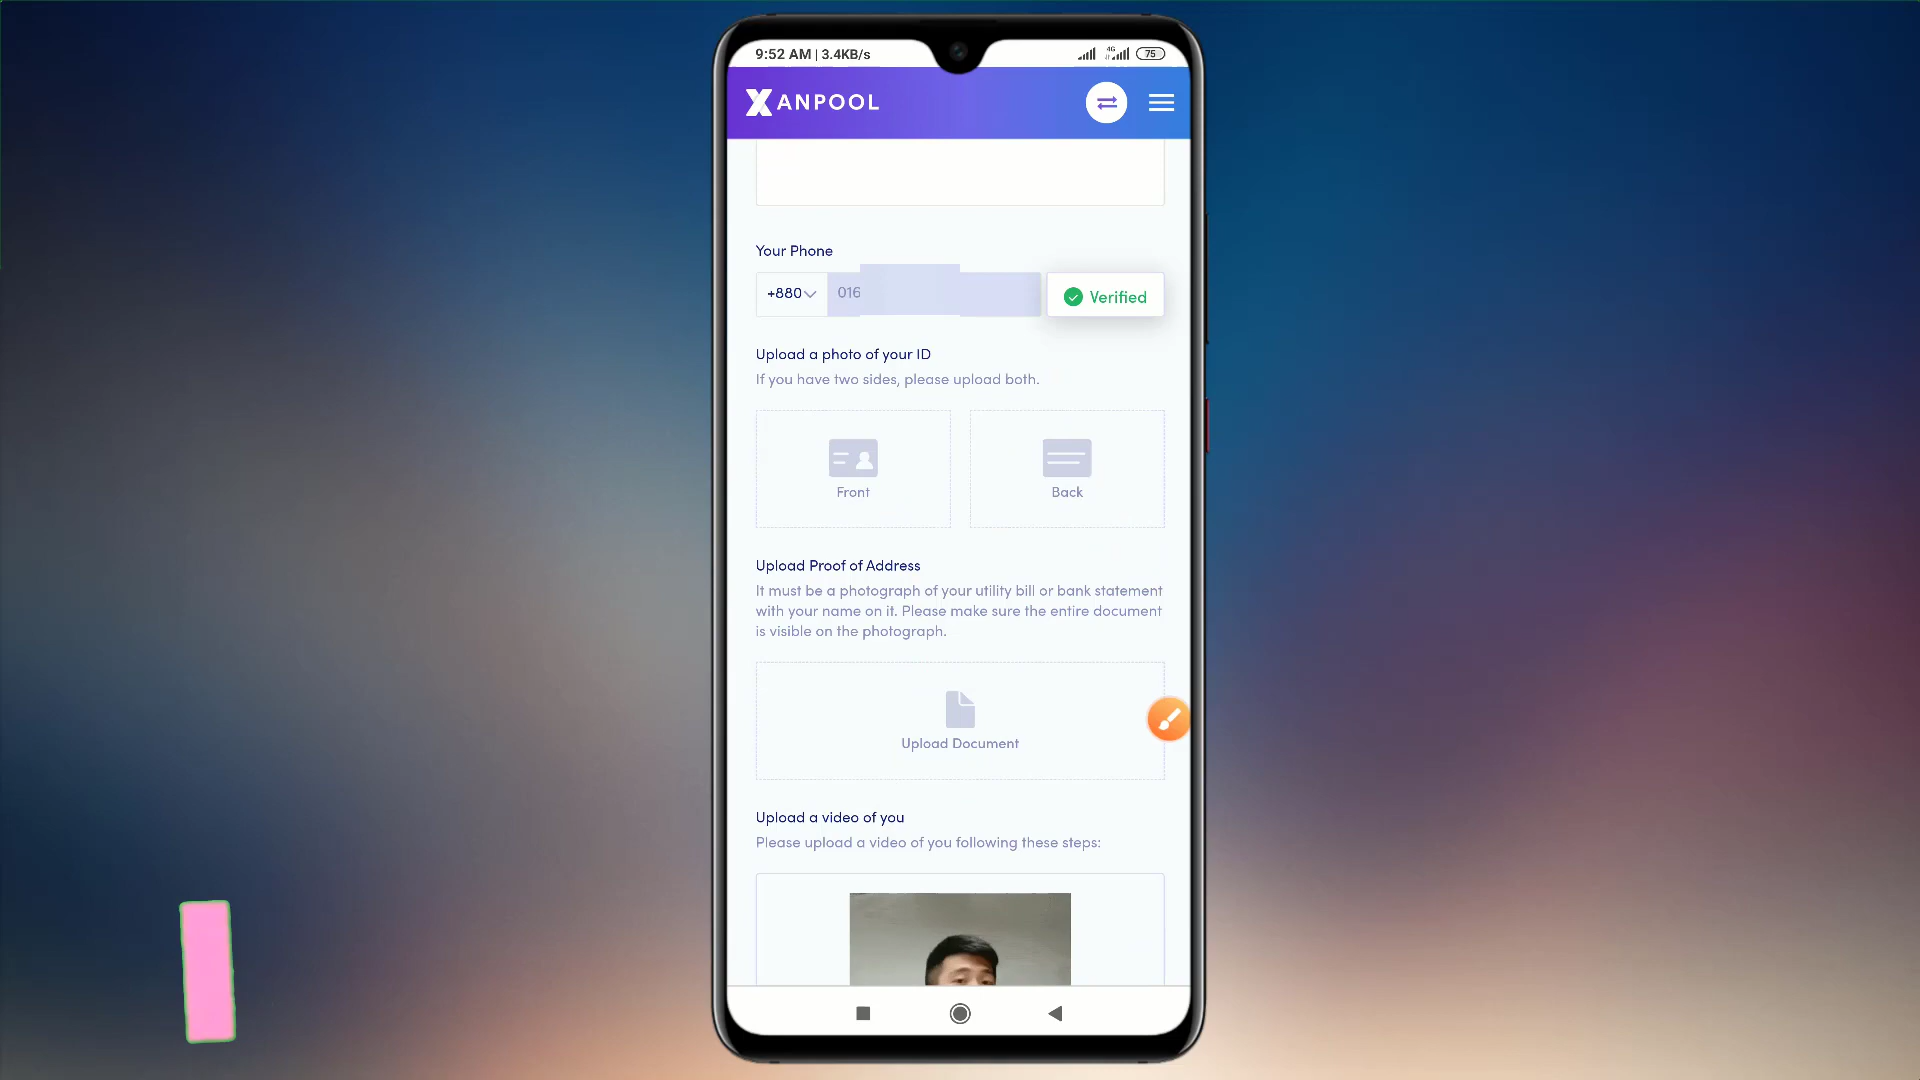 9:52 AM | 3.4KB/s
4G
75
XANPOOL
Your Phone
+880
016
Verified
Upload a photo of your ID
If you have two sides, please upload both.
Front
Back
Upload Proof of Address
It must be a photograph of your utility bill or bank statement
with your name on it. Please make sure the entire document
is visible on the photograph.
Upload Document
Upload a video of you
Please upload a video of you following these steps: